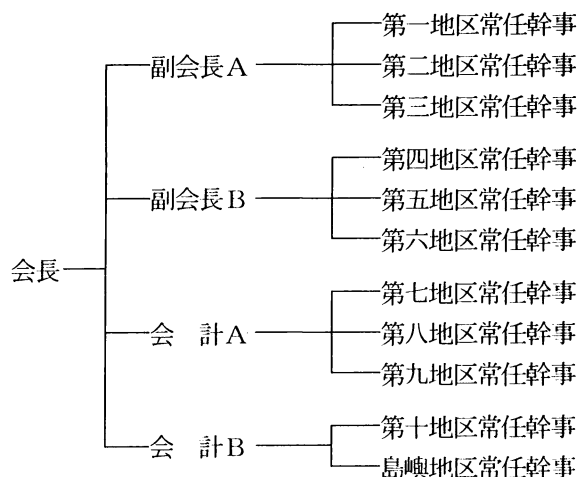 会長
副会長A
第一地区常任幹事
第二地区常任幹事
第三地区常任幹事
副会長B
第四地区常任幹事
第五地区常任幹事
第六地区常任幹事
会　計A
第七地区常任幹事
第八地区常任幹事
第九地区常任幹事
会　計B
第十地区常任幹事
島嶼地区常任幹事